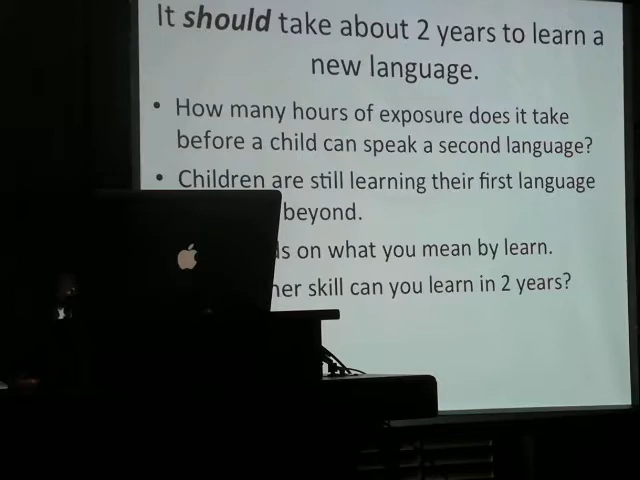 It should take about 2 years to learn a
new language.
• How many hours of exposure does it take
before a child can speak a second language?
• Children are still learning their first language
beyond.
on what you mean by learn.
skill can you learn in 2 years?